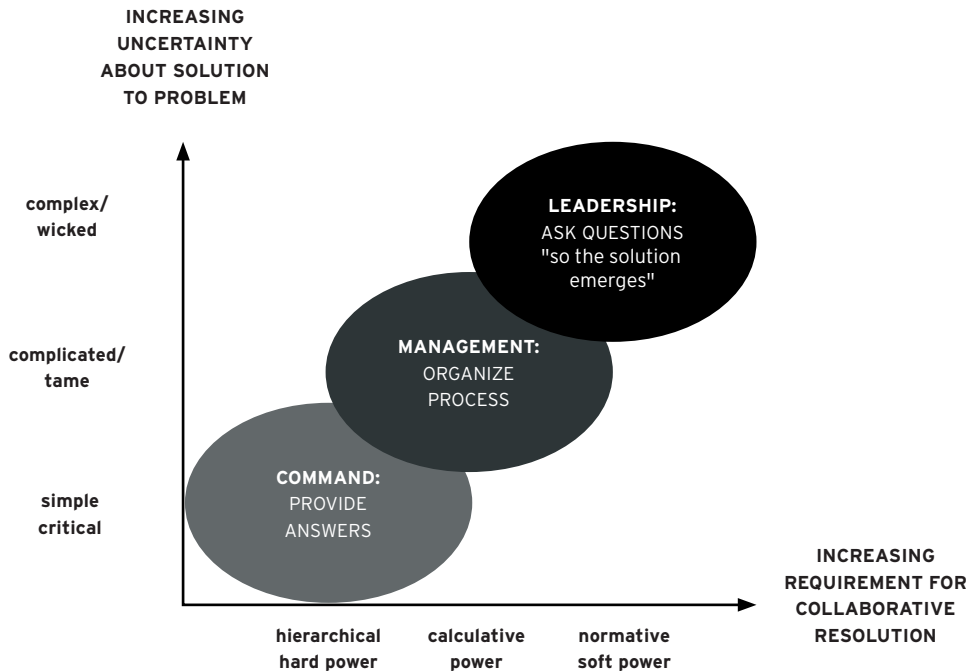 INCREASING
UNCERTAINTY
ABOUT SOLUTION
TO PROBLEM
complex/
wicked
LEADERSHIP:
ASK QUESTIONS
"so the solution
emerges"
complicated/
tame
MANAGEMENT:
ORGANIZE
PROCESS
simple
critical
COMMAND:
PROVIDE
ANSWERS
INCREASING
REQUIREMENT FOR
COLLABORATIVE
RESOLUTION
hierarchical
hard power
calculative
power
normative
soft power